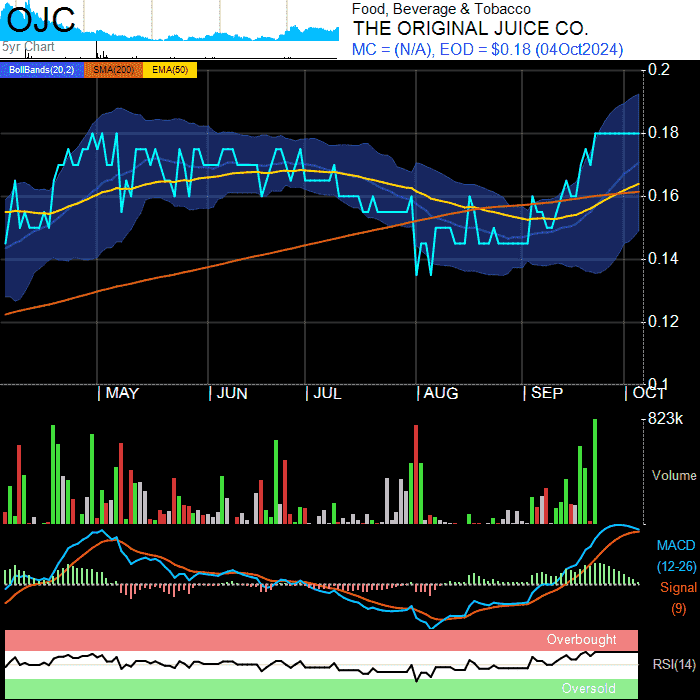 OJC
Food, Beverage & Tobacco
THE ORIGINAL JUICE CO.
5yr Chart
MC = (N/A), EOD = $0.18 (04Oct2024)
BollBands(20,2) SMA(200) EMA(50)
0.2
0.18
0.16
0.14
0.12
0.1
MAY JUN JUL AUG SEP OCT
823k
Volume
MACD
(12-26)
Signal
(9)
Overbought
RSI(14)
Oversold